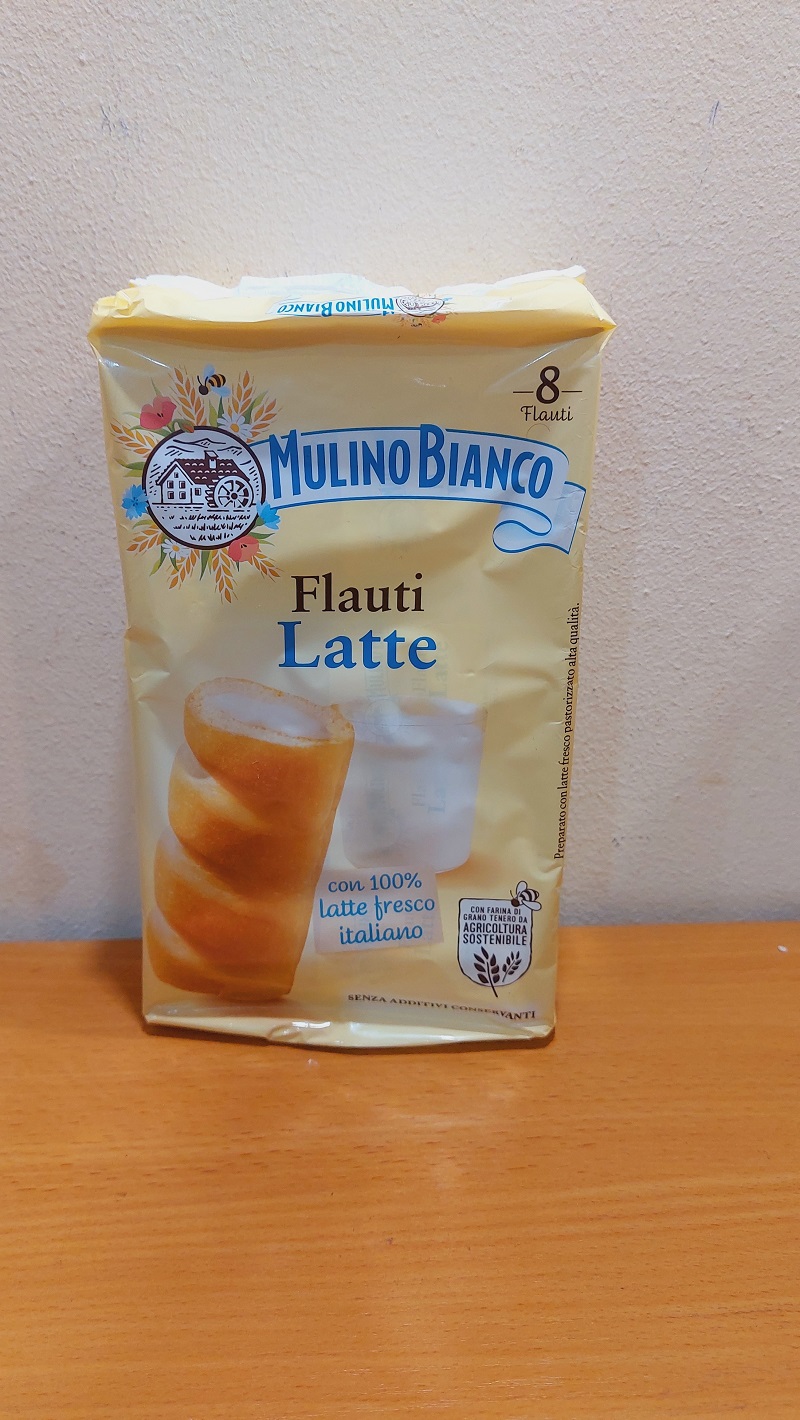 MULINO BIANCO
8
Flauti
MULINO BIANCO
Flauti
Latte
Preparato con latte fresco pastorizzato alta qualità.
con 100%
latte fresco
italiano
CON FARINA DI
GRANO TENERO DA
AGRICOLTURA
SOSTENIBILE
SENZA ADDITIVI CONSERVANTI